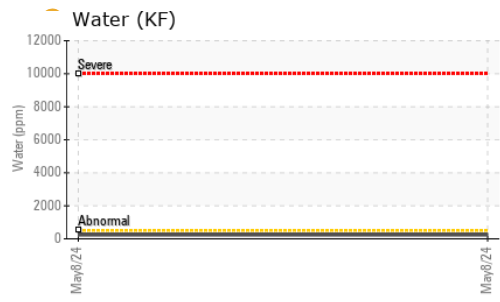 Water (KF)
12000
Severe
10000
8000
Water (ppm)
6000
4000
2000
Abnormal
0
May8/24
May8/24